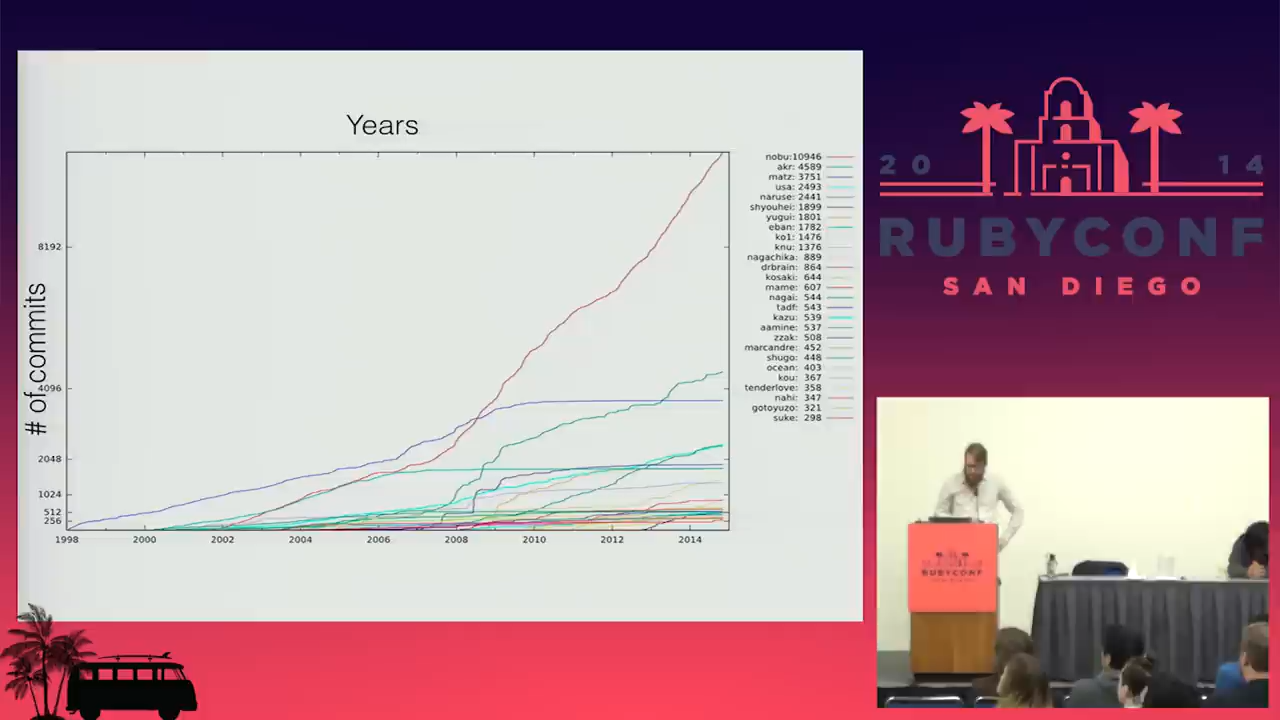 Years
# of commits
8192
4096
2048
1024
512
256
1998 2000 2002 2004 2006 2008 2010 2012 2014
nobu:10946
akr: 4589
matz: 3751
usa: 2493
naruse: 2441
shyouhei: 1899
yugui: 1801
eban: 1782
ko1: 1476
knu: 1376
nagachika: 889
drbrain: 864
kosaki: 644
mame: 607
nagai: 544
tadf: 543
kazu: 539
aamine: 537
zzak: 508
marcandre: 452
shugo: 448
ocean: 403
kou: 367
tenderlove: 358
nahi: 347
gotoyuzo: 321
suke: 298
20 14
RUBYCONF
SAN DIEGO
RUBYCONF